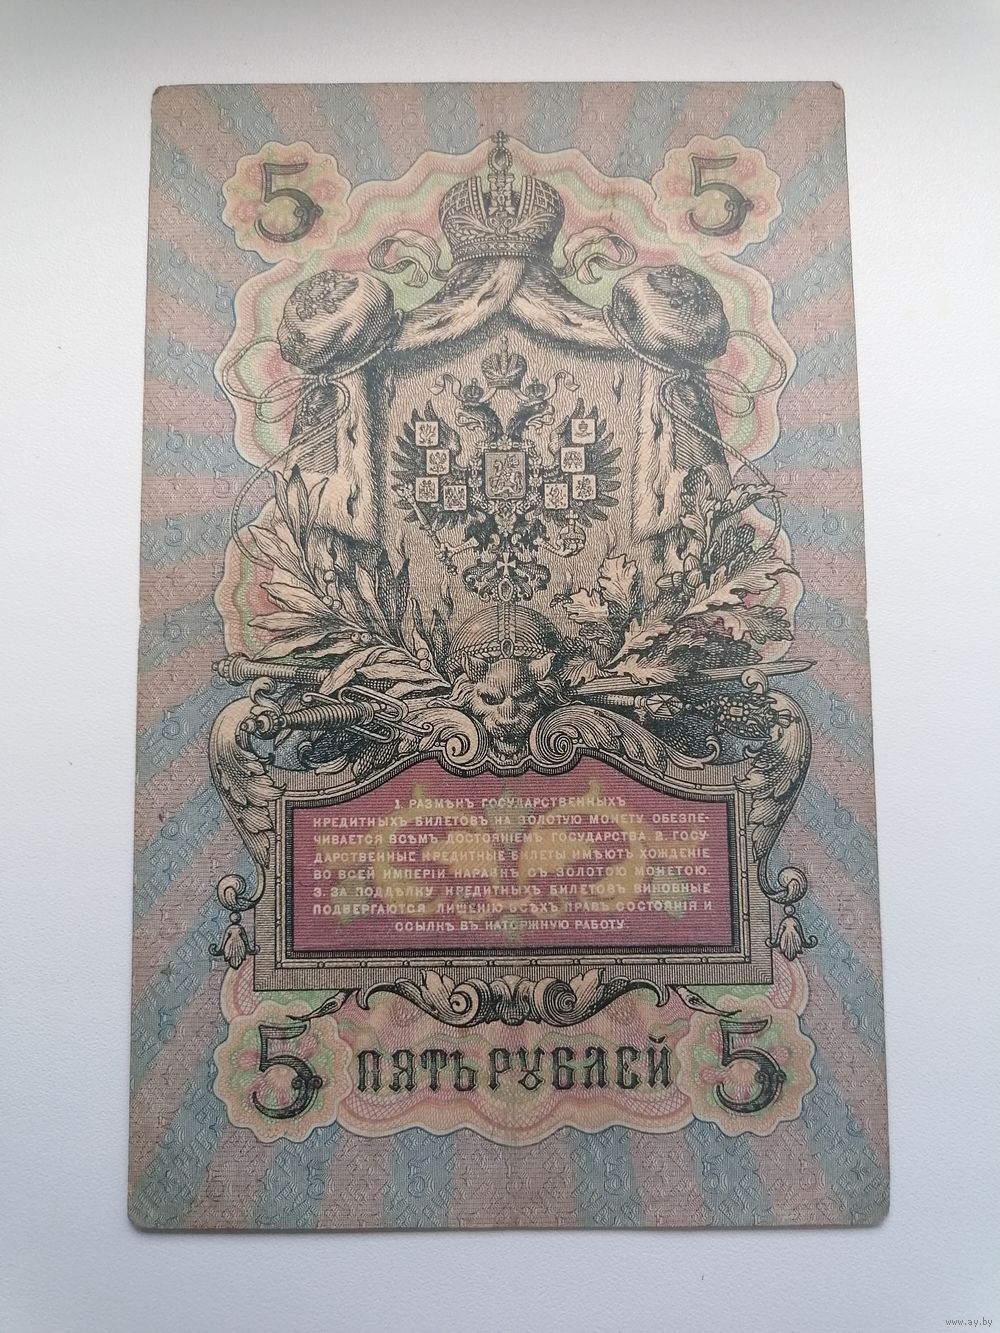 5 5
1. РАЗМѢНЪ ГОСУДАРСТВЕННЫХЪ
КРЕДИТНЫХЪ БИЛЕТОВЪ НА ЗОЛОТУЮ МОНЕТУ ОБЕЗПЕ-
ЧИВАЕТСЯ ВСѢМЪ ДОСТОЯНІЕМЪ ГОСУДАРСТВА. 2. ГОСУ-
ДАРСТВЕННЫЕ КРЕДИТНЫЕ БИЛЕТЫ ИМѢЮТЪ ХОЖДЕНІЕ
ВО ВСЕЙ ИМПЕРІИ НАРАВНѢ СЪ ЗОЛОТОЮ МОНЕТОЮ.
3. ЗА ПОДДѢЛКУ КРЕДИТНЫХЪ БИЛЕТОВЪ ВИНОВНЫЕ
ПОДВЕРГАЮТСЯ ЛИШЕНІЮ ВСѢХЪ ПРАВЪ СОСТОЯНІЯ И
ССЫЛКѢ ВЪ КАТОРЖНУЮ РАБОТУ.
5 ПЯТЬ РУБЛЕЙ 5
www.ay.by